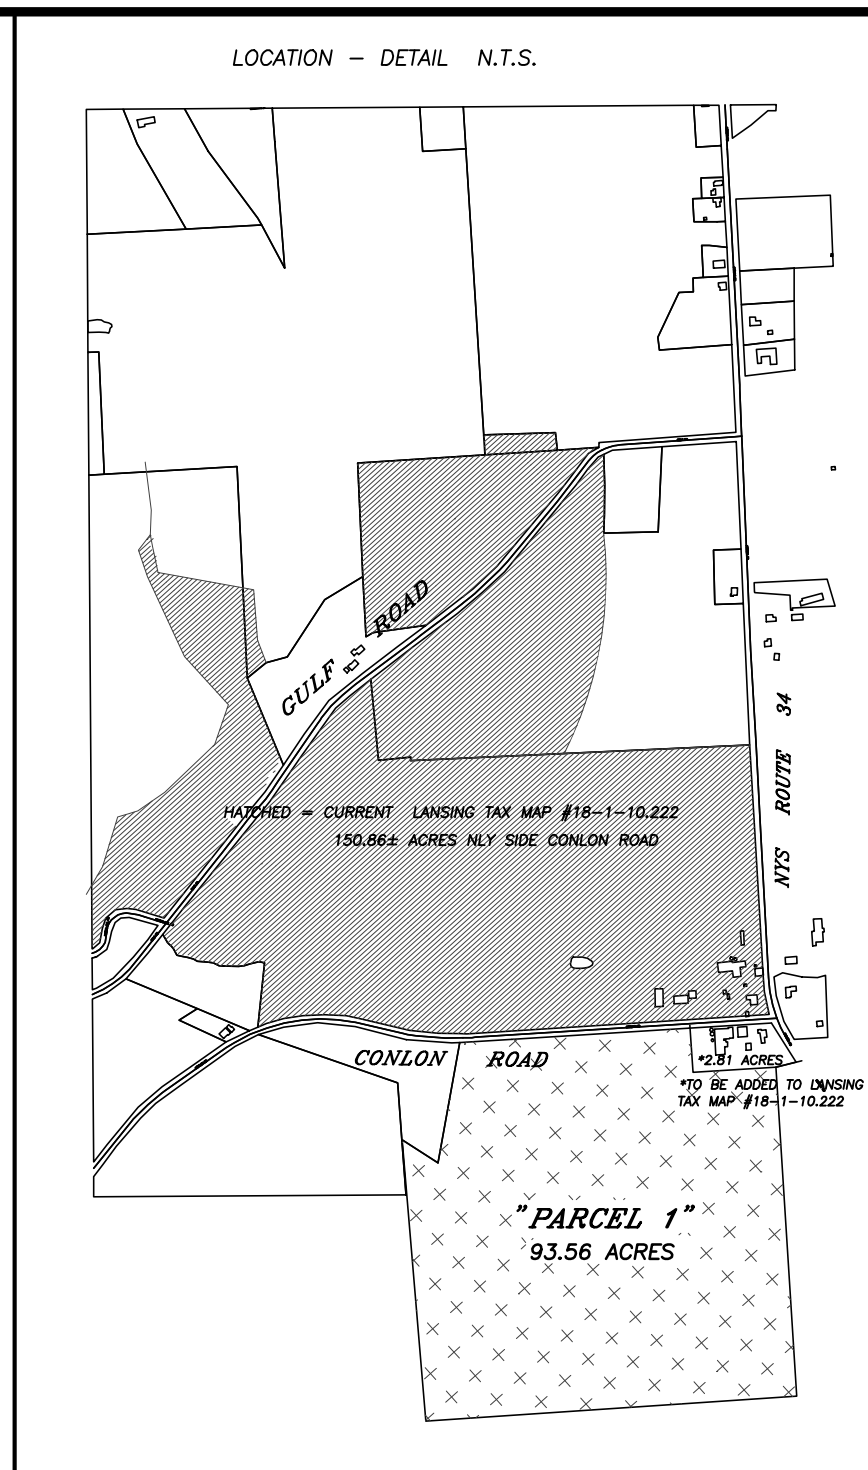 LOCATION – DETAIL N.T.S.
GULF ROAD
NYS ROUTE 34
HATCHED = CURRENT LANSING TAX MAP #18–1–10.222
150.86± ACRES NLY SIDE CONLON ROAD
CONLON ROAD
*2.81 ACRES
*TO BE ADDED TO LANSING
TAX MAP #18–1–10.222
"PARCEL 1"
93.56 ACRES